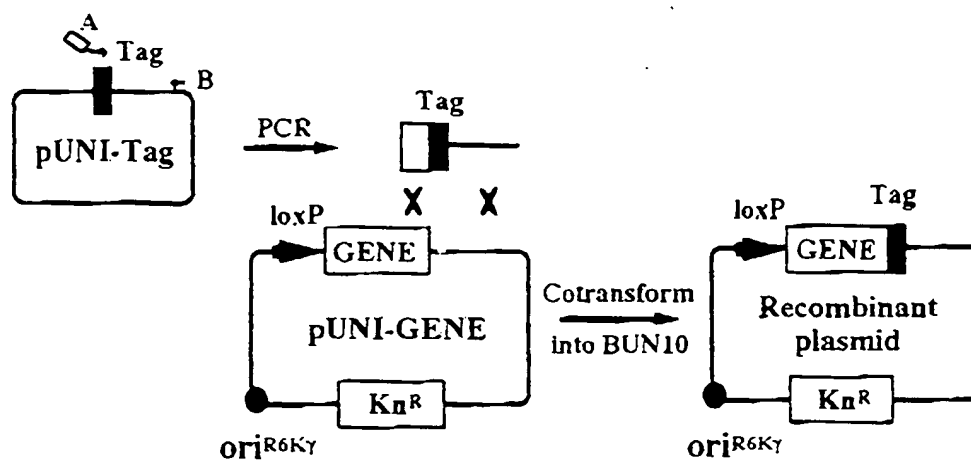 A
Tag
B
pUNI-Tag
PCR
Tag
loxP
GENE
pUNI-GENE
Kn^R
ori^R6Kγ
Cotransform
into BUN10
loxP
Tag
GENE
Recombinant
plasmid
Kn^R
ori^R6Kγ